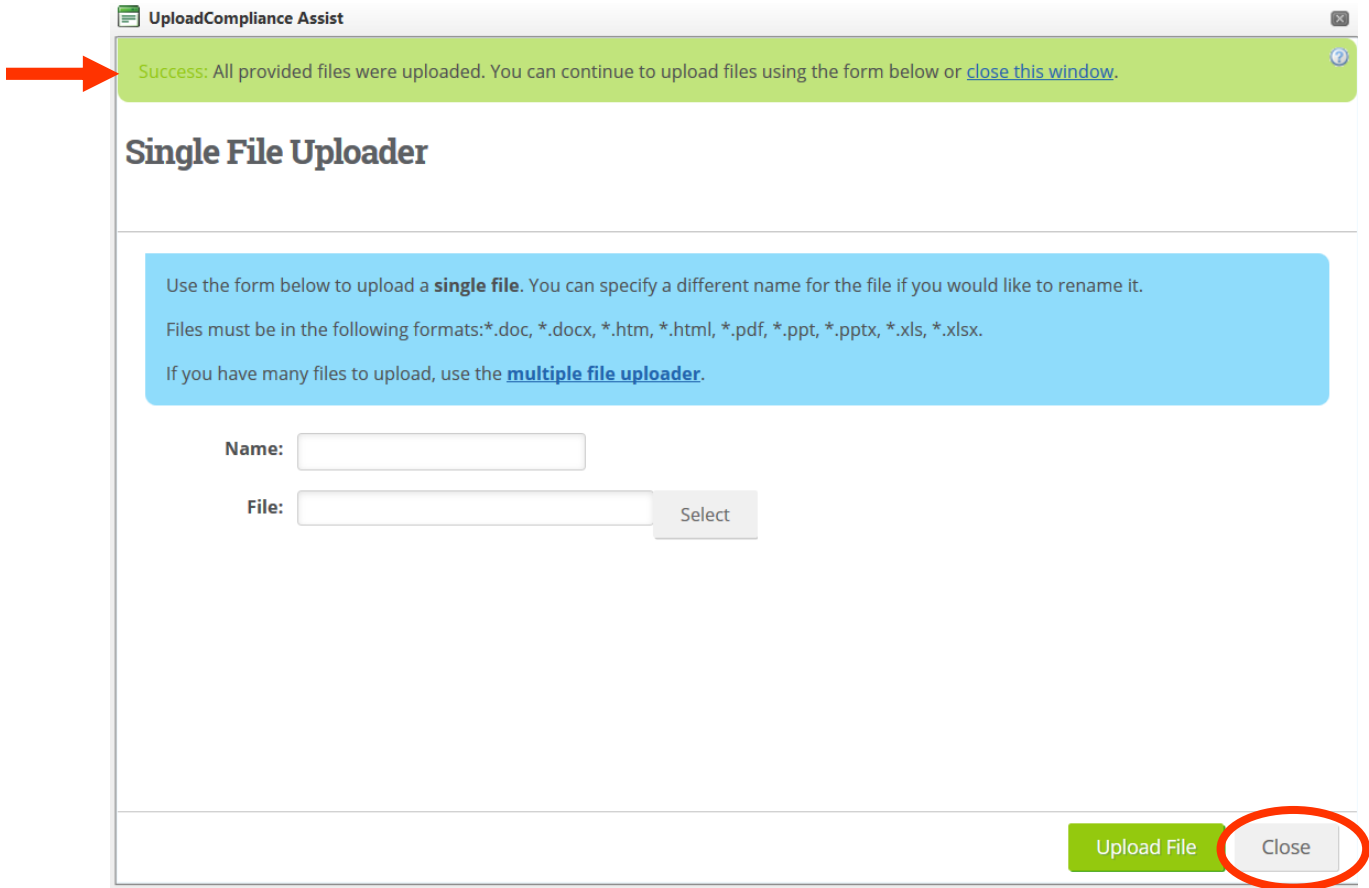 UploadCompliance Assist
Success: All provided files were uploaded. You can continue to upload files using the form below or close this window.
Single File Uploader
Use the form below to upload a single file. You can specify a different name for the file if you would like to rename it.
Files must be in the following formats:*.doc, *.docx, *.htm, *.html, *.pdf, *.ppt, *.pptx, *.xls, *.xlsx.
If you have many files to upload, use the multiple file uploader.
Name:
File:
Select
Upload File
Close